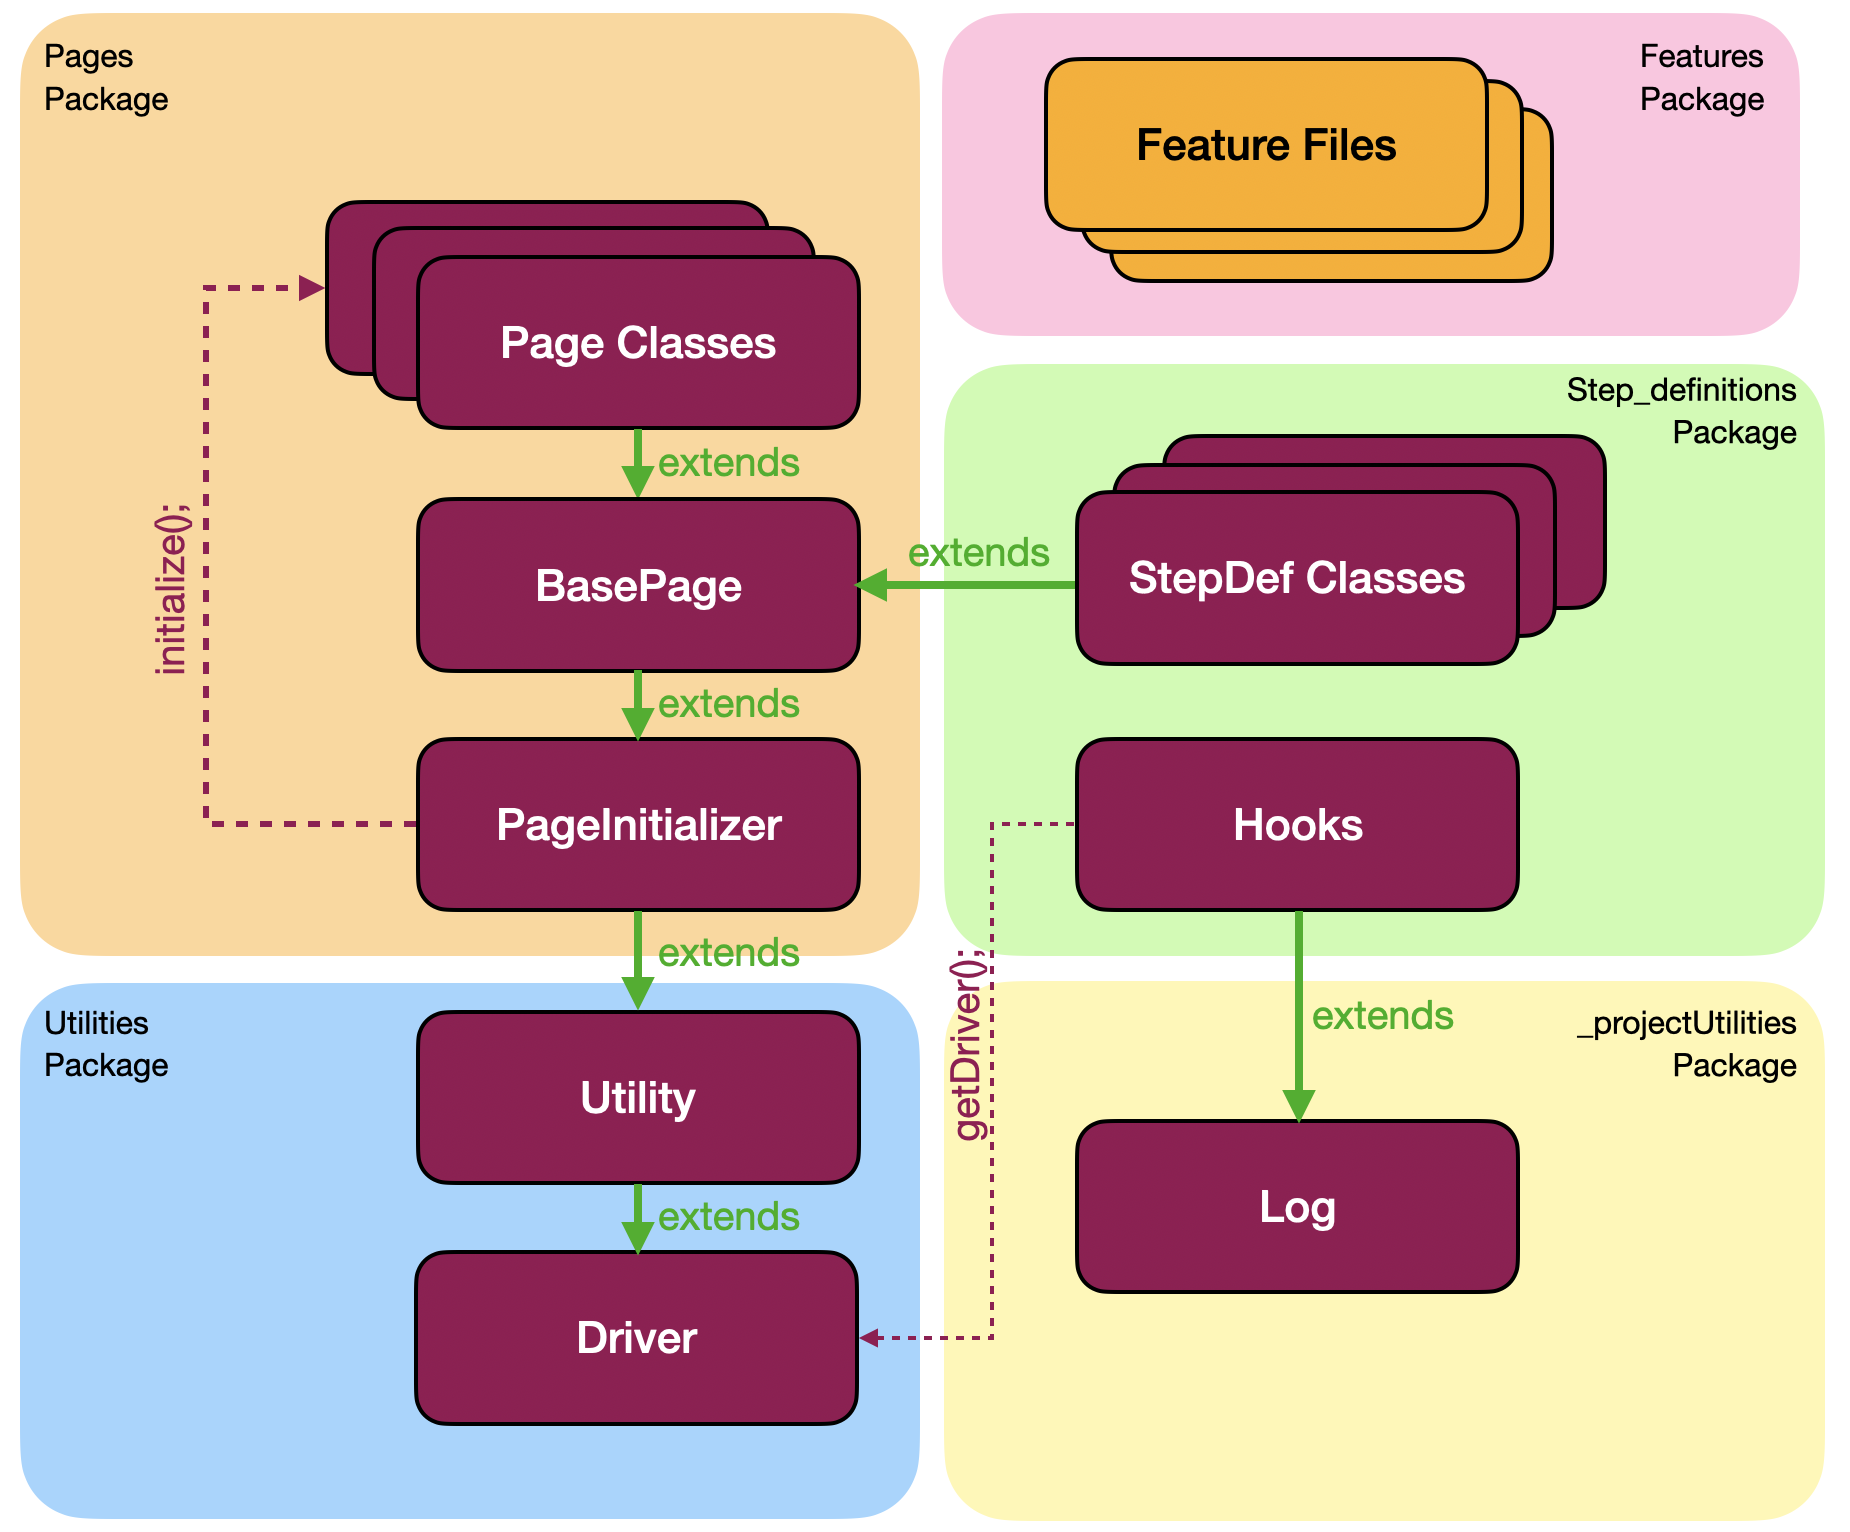 Pages
Package
Page Classes
extends
BasePage
extends
PageInitializer
initialize();
extends
Features
Package
Feature Files
Step_definitions
Package
StepDef Classes
extends
Hooks
getDriver();
extends
Utilities
Package
Utility
extends
Driver
_projectUtilities
Package
Log